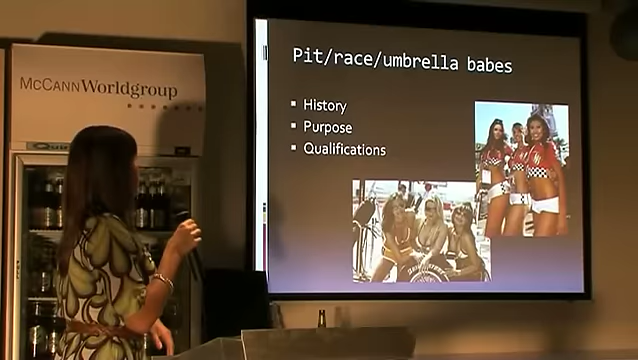 McCANN WORLDGROUP
Pit/race/umbrella babes
History
Purpose
Qualifications